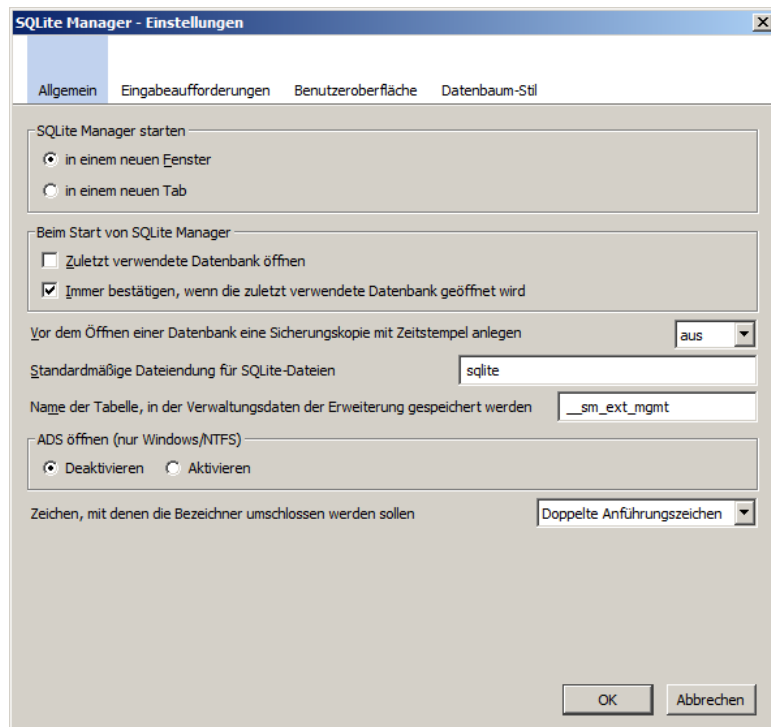 SQLite Manager - Einstellungen
Allgemein Eingabeaufforderungen Benutzeroberfläche Datenbaum-Stil
SQLite Manager starten
in einem neuen Fenster
in einem neuen Tab
Beim Start von SQLite Manager
Zuletzt verwendete Datenbank öffnen
Immer bestätigen, wenn die zuletzt verwendete Datenbank geöffnet wird
Vor dem Öffnen einer Datenbank eine Sicherungskopie mit Zeitstempel anlegen aus
Standardmäßige Dateiendung für SQLite-Dateien sqlite
Name der Tabelle, in der Verwaltungsdaten der Erweiterung gespeichert werden __sm_ext_mgmt
ADS öffnen (nur Windows/NTFS)
Deaktivieren Aktivieren
Zeichen, mit denen die Bezeichner umschlossen werden sollen Doppelte Anführungszeichen
OK Abbrechen